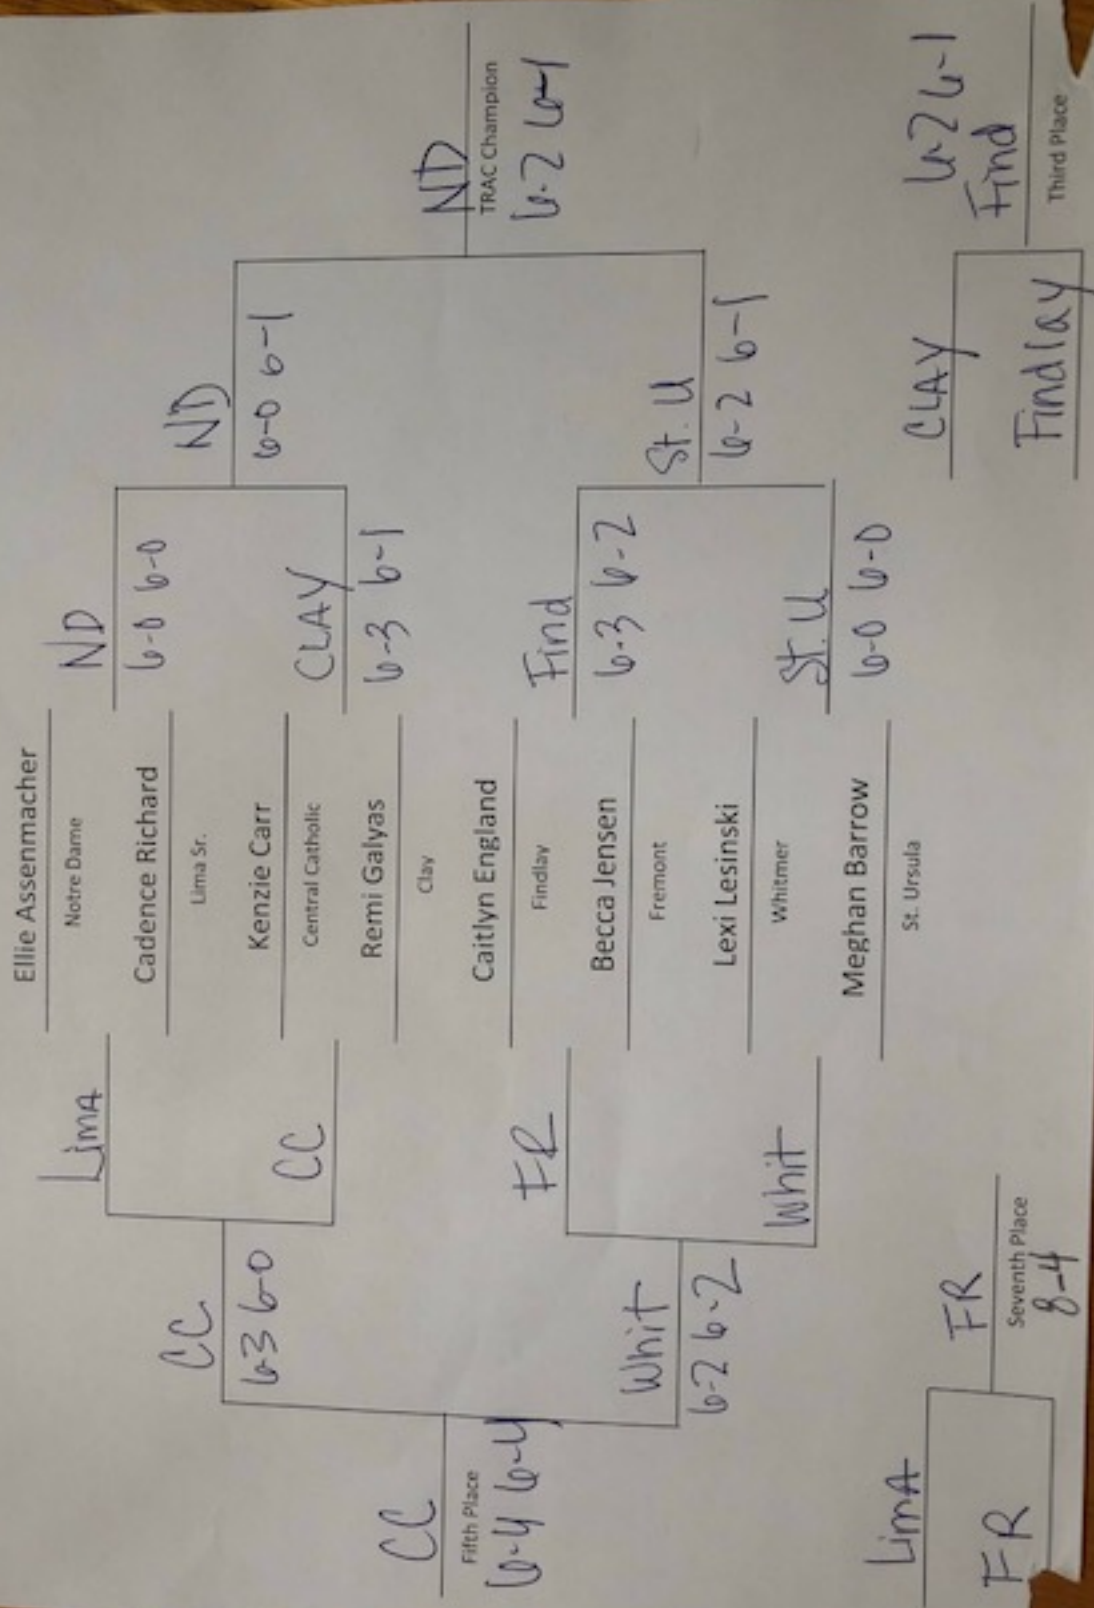 Ellie Assenmacher
Notre Dame
Cadence Richard
Lima Sr.
Kenzie Carr
Central Catholic
Remi Galyas
Clay
Caitlyn England
Findlay
Becca Jensen
Fremont
Lexi Lesinski
Whitmer
Meghan Barrow
St. Ursula
ND
6-0 6-0
CLAY
6-3 6-1
Find
6-3 6-2
St. U
6-0 6-0
ND
6-0 6-1
St. U
6-2 6-1
ND
TRAC Champion
6-2 6-1
CLAY
Findlay
6-2 6-1
Find
Third Place
LimA
CC
FR
Whit
CC
6-3 6-0
Whit
6-2 6-2
CC
Fifth Place
6-4 6-4
LimA
FR
FR
Seventh Place
8-4